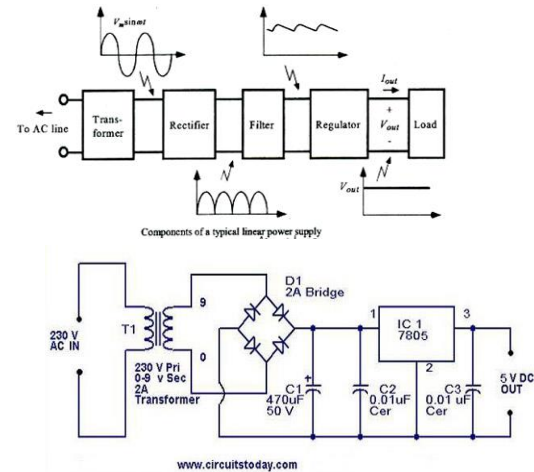 Vm sin ωt
Iout
To AC line
Trans-
former
Rectifier
Filter
Regulator
+
Vout
-
Load
Vout
Components of a typical linear power supply
D1
2A Bridge
9
230 V
AC IN
T1
0
230 V Pri
0-9 v Sec
2A
Transformer
+
C1
470uF
50 V
C2
0.01uF
Cer
1
IC 1
7805
3
2
C3
0.01 uF
Cer
5 V DC
OUT
www.circuitstoday.com